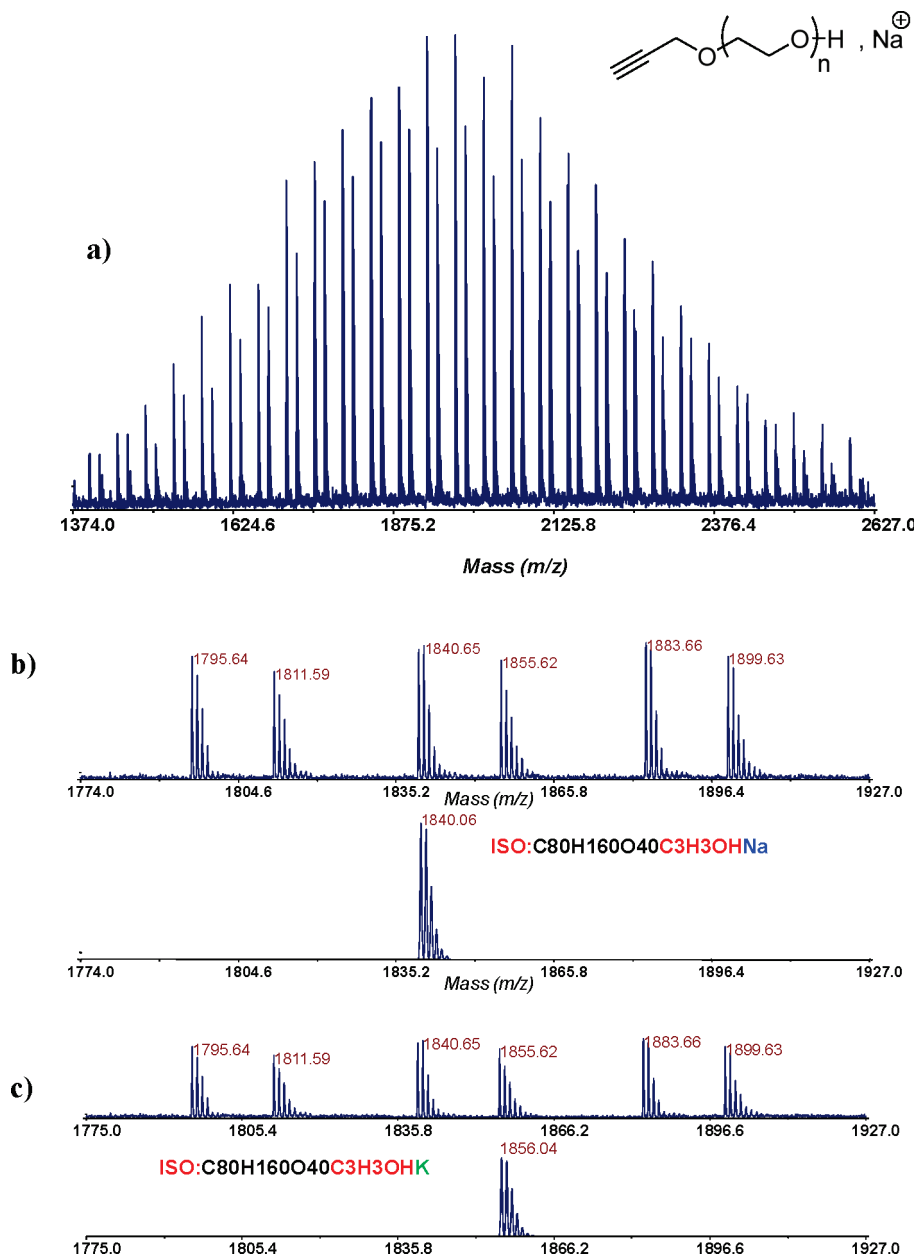 O O H , Na ⊕
n
a)
1374.0 1624.6 1875.2 2125.8 2376.4 2627.0
Mass (m/z)
b)
1795.64 1811.59 1840.65 1855.62 1883.66 1899.63
1774.0 1804.6 1835.2 1865.8 1896.4 1927.0
Mass (m/z)
1840.06
ISO:C80H160O40C3H3OHNa
1774.0 1804.6 1835.2 1865.8 1896.4 1927.0
Mass (m/z)
c)
1795.64 1811.59 1840.65 1855.62 1883.66 1899.63
1775.0 1805.4 1835.8 1866.2 1896.6 1927.0
1856.04
ISO:C80H160O40C3H3OHK
1775.0 1805.4 1835.8 1866.2 1896.6 1927.0